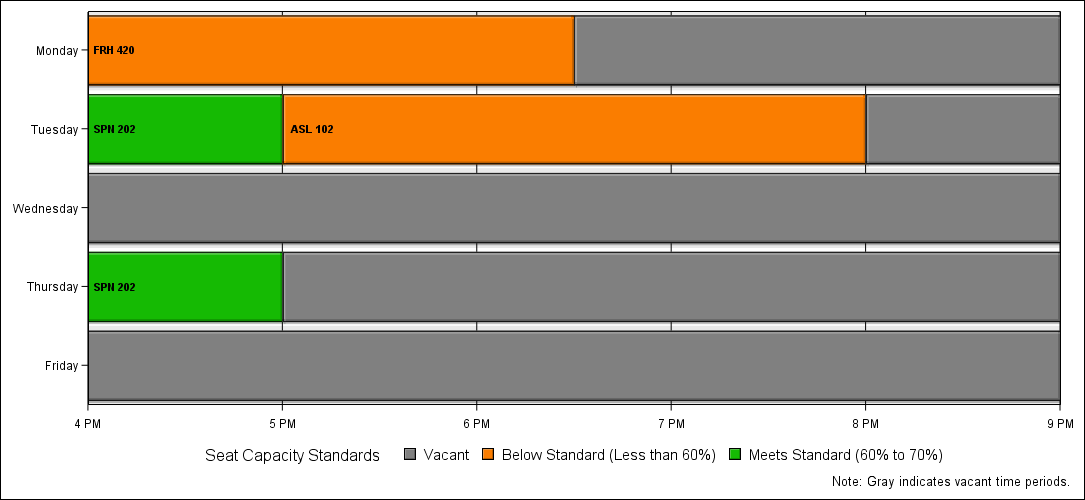 Monday
FRH 420
Tuesday
SPN 202
ASL 102
Wednesday
Thursday
SPN 202
Friday
4 PM 5 PM 6 PM 7 PM 8 PM 9 PM
Seat Capacity Standards Vacant Below Standard (Less than 60%) Meets Standard (60% to 70%)
Note: Gray indicates vacant time periods.